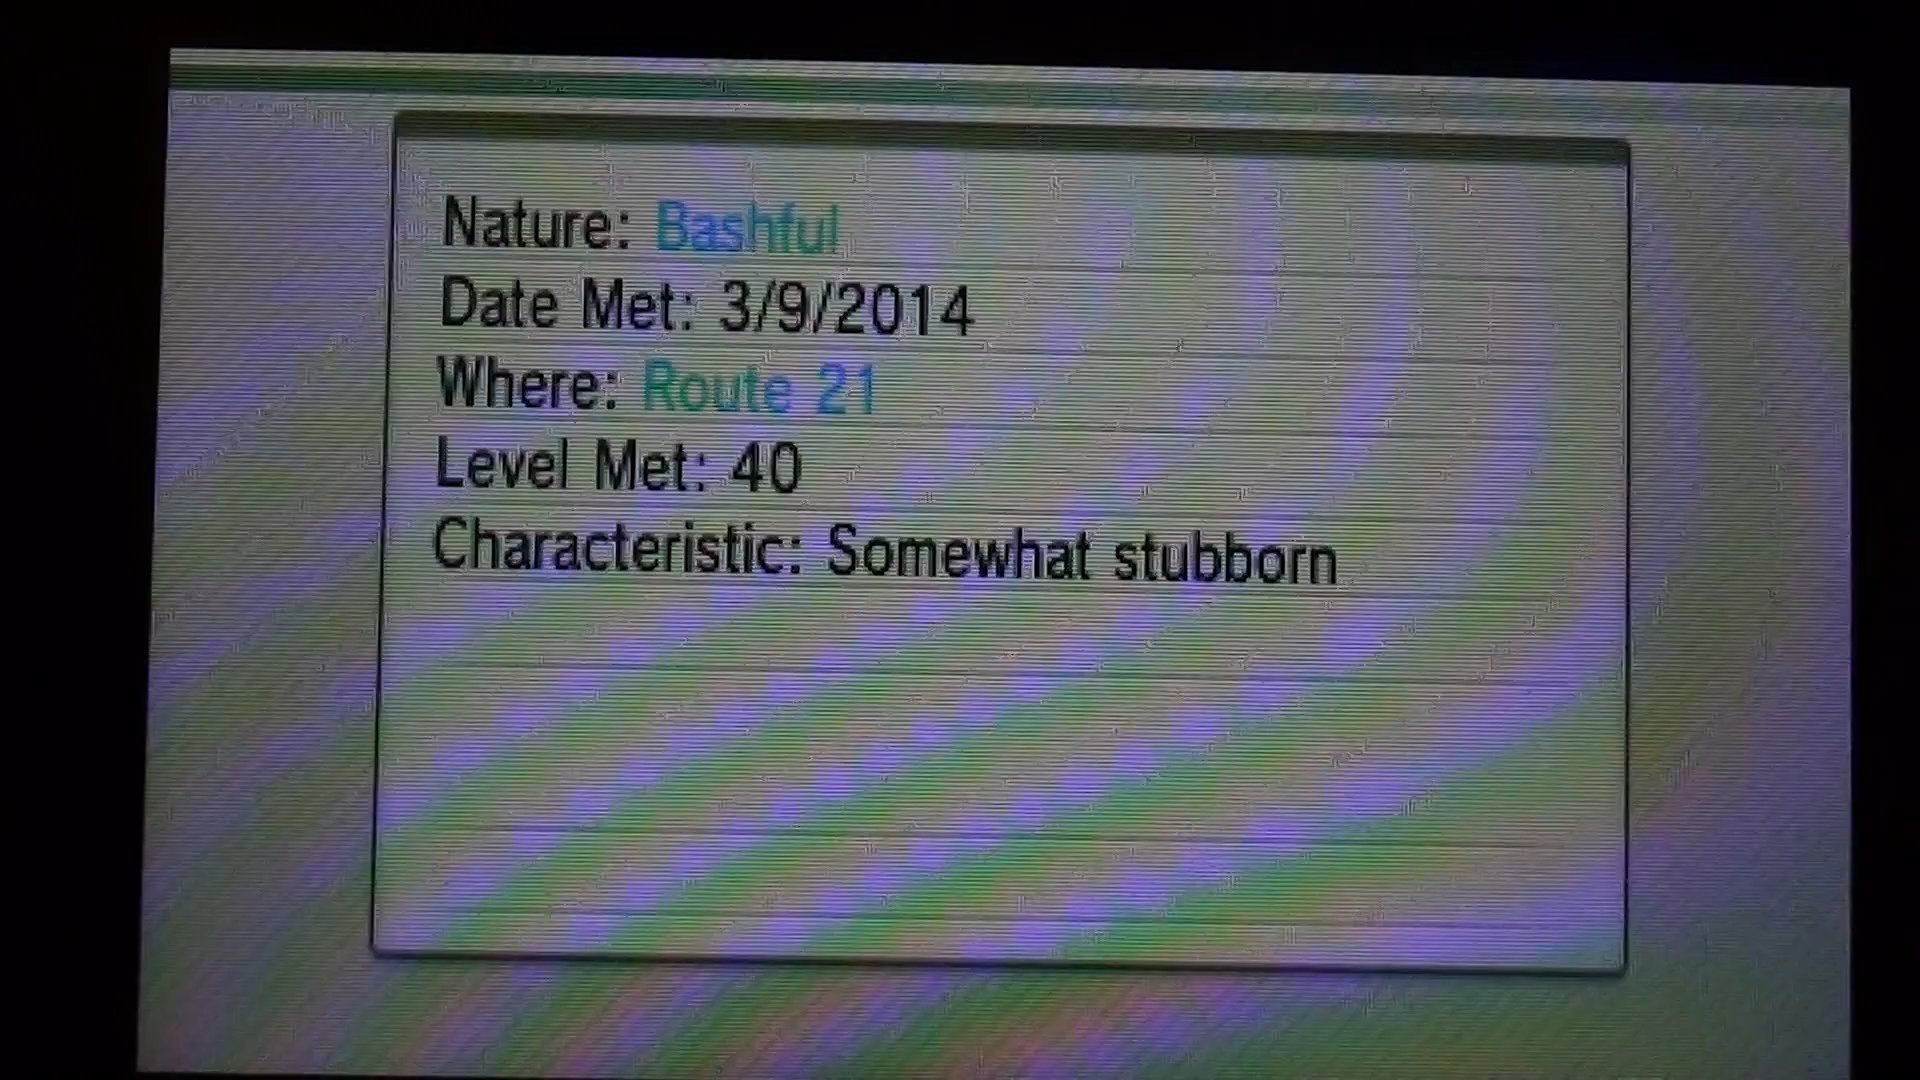 Nature: Bashful
Date Met: 3/9/2014
Where: Route 21
Level Met: 40
Characteristic: Somewhat stubborn